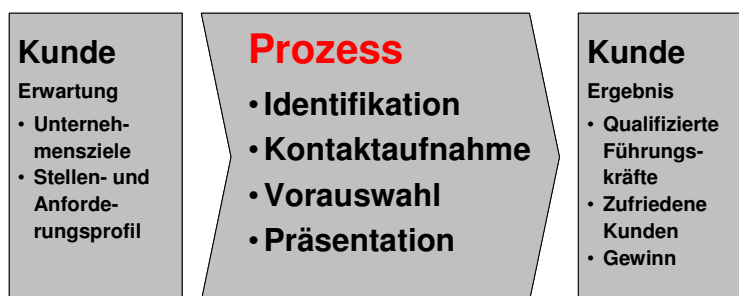 Kunde
Erwartung
• Unterneh-
mensziele
• Stellen- und
Anforde-
rungsprofil
Prozess
• Identifikation
• Kontaktaufnahme
• Vorauswahl
• Präsentation
Kunde
Ergebnis
• Qualifizierte
Führungs-
kräfte
• Zufriedene
Kunden
• Gewinn